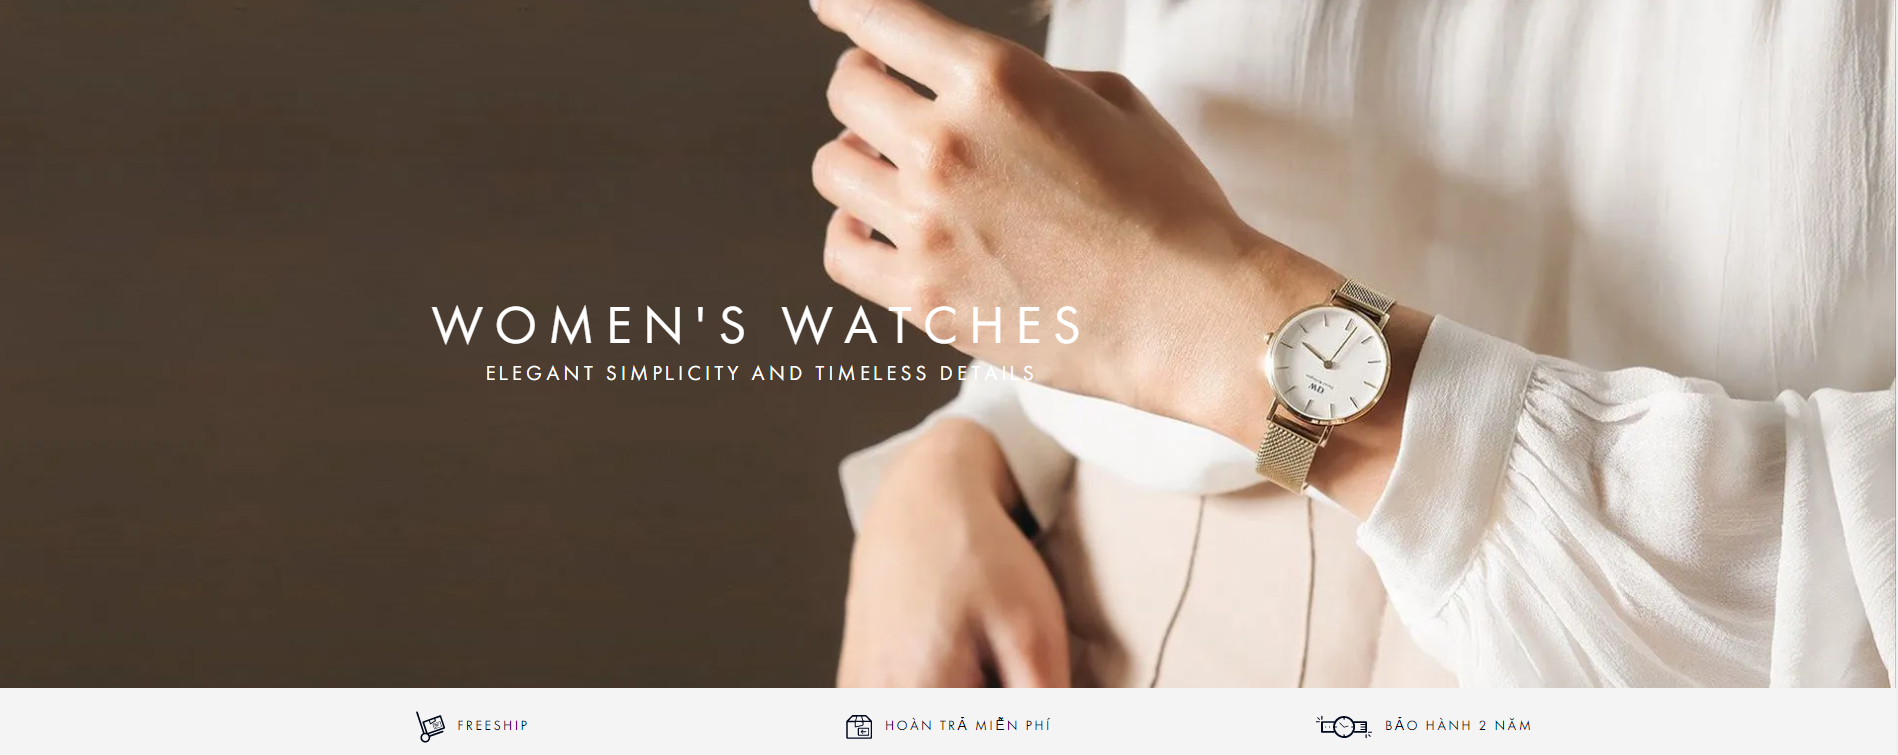 WOMEN'S WATCHES
ELEGANT SIMPLICITY AND TIMELESS DETAILS
DW
FREESHIP
HOÀN TRẢ MIỄN PHÍ
BẢO HÀNH 2 NĂM